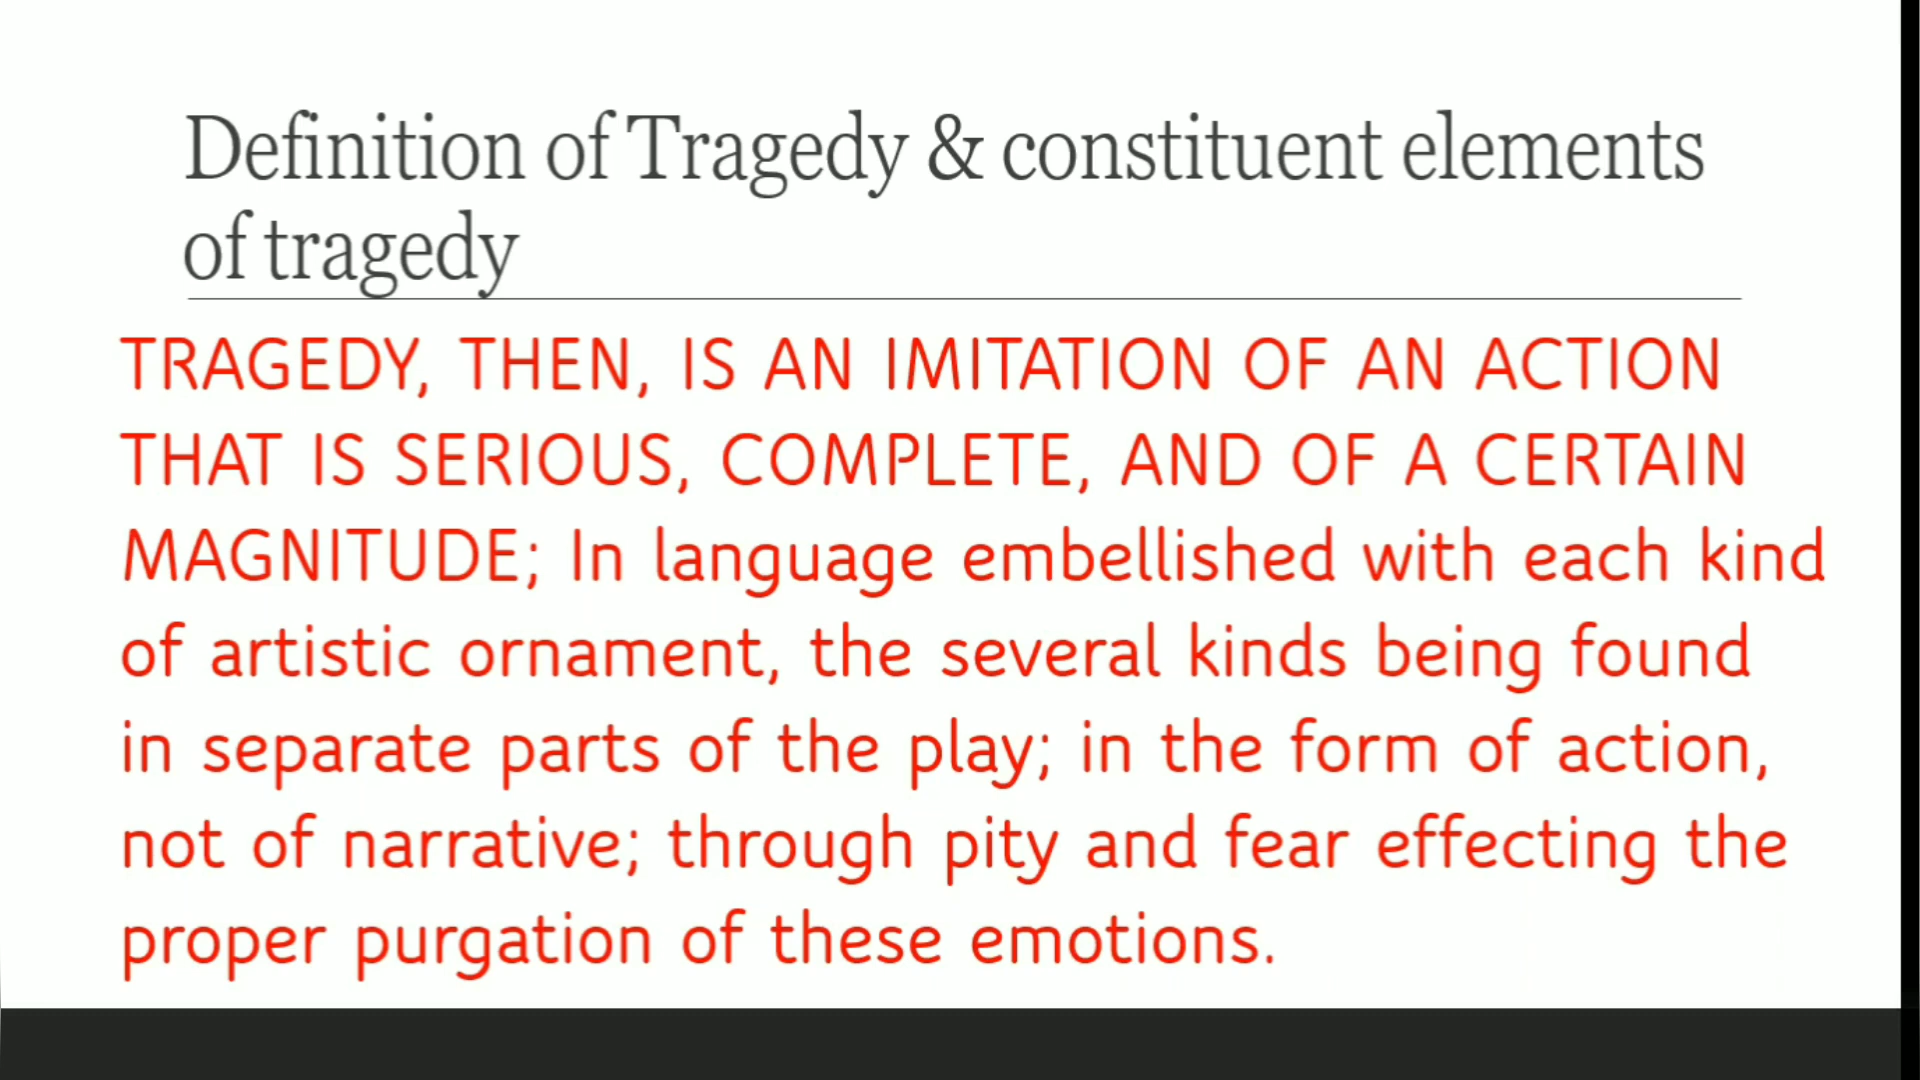 Definition of Tragedy & constituent elements
of tragedy
TRAGEDY, THEN, IS AN IMITATION OF AN ACTION
THAT IS SERIOUS, COMPLETE, AND OF A CERTAIN
MAGNITUDE; In language embellished with each kind
of artistic ornament, the several kinds being found
in separate parts of the play; in the form of action,
not of narrative; through pity and fear effecting the
proper purgation of these emotions.